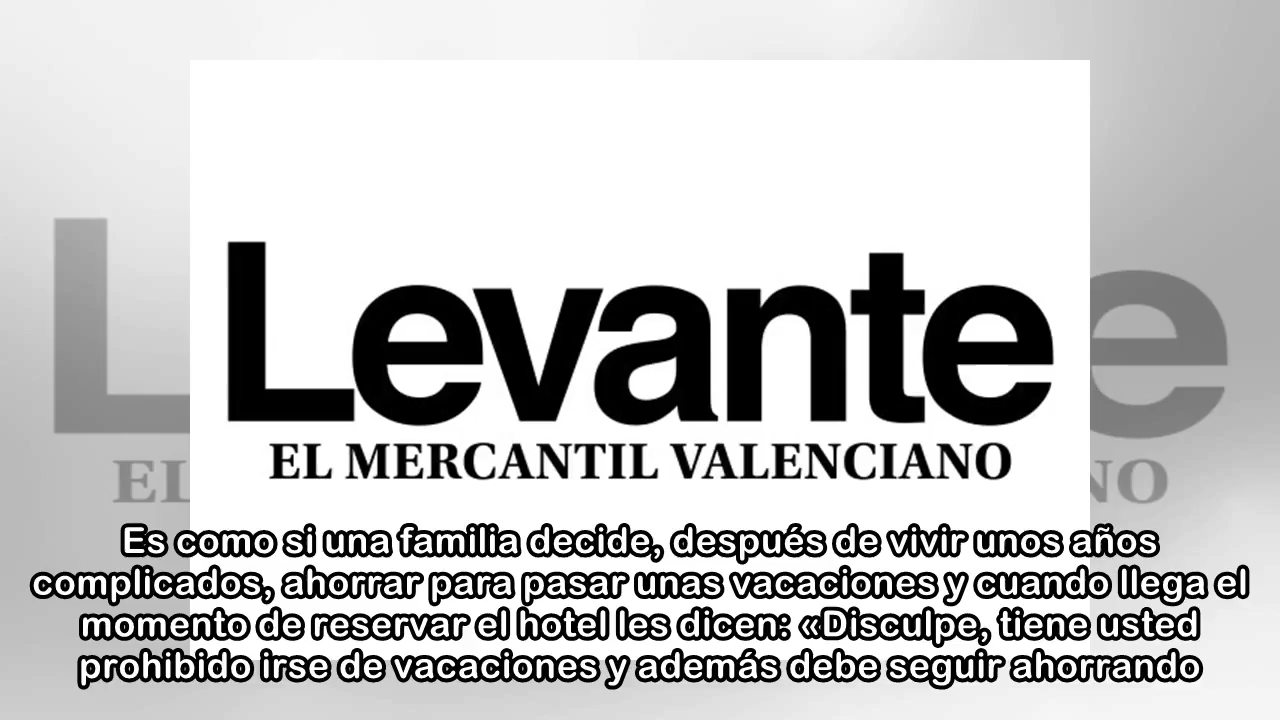 Levante
EL MERCANTIL VALENCIANO
Es como si una familia decide, después de vivir unos años
complicados, ahorrar para pasar unas vacaciones y cuando llega el
momento de reservar el hotel les dicen: «Disculpe, tiene usted
prohibido irse de vacaciones y además debe seguir ahorrando